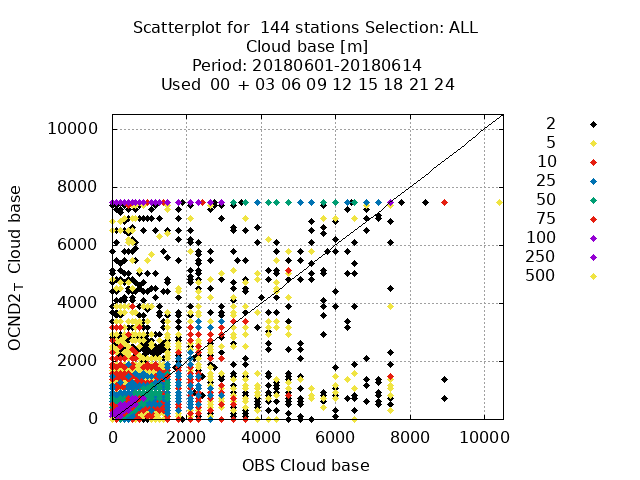 Scatterplot for 144 stations Selection: ALL
Cloud base [m]
Period: 20180601-20180614
Used 00 + 03 06 09 12 15 18 21 24
OCND2T Cloud base
10000
8000
6000
4000
2000
0
0 2000 4000 6000 8000 10000
OBS Cloud base
2
5
10
25
50
75
100
250
500